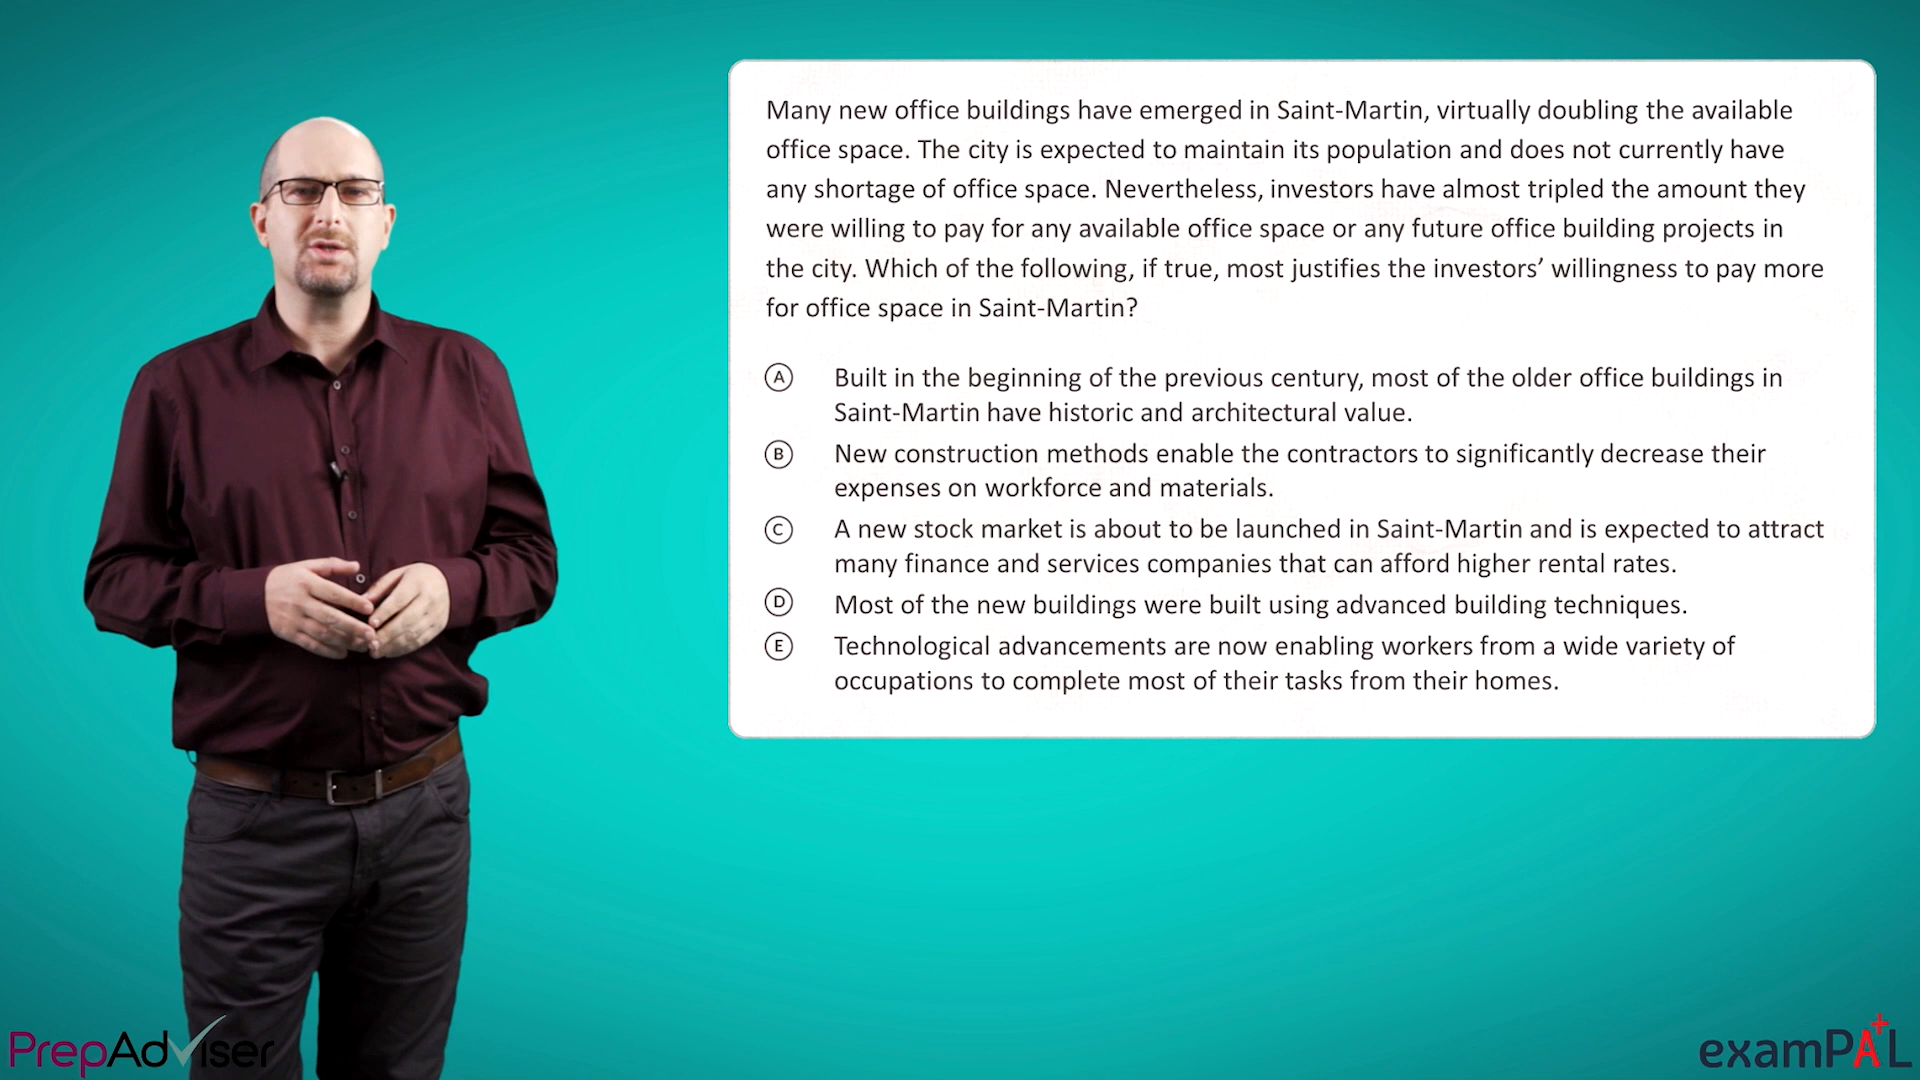 Many new office buildings have emerged in Saint-Martin, virtually doubling the available
office space. The city is expected to maintain its population and does not currently have
any shortage of office space. Nevertheless, investors have almost tripled the amount they
were willing to pay for any available office space or any future office building projects in
the city. Which of the following, if true, most justifies the investors’ willingness to pay more
for office space in Saint-Martin?
A Built in the beginning of the previous century, most of the older office buildings in
Saint-Martin have historic and architectural value.
B New construction methods enable the contractors to significantly decrease their
expenses on workforce and materials.
C A new stock market is about to be launched in Saint-Martin and is expected to attract
many finance and services companies that can afford higher rental rates.
D Most of the new buildings were built using advanced building techniques.
E Technological advancements are now enabling workers from a wide variety of
occupations to complete most of their tasks from their homes.
PrepAdviser
examPAL